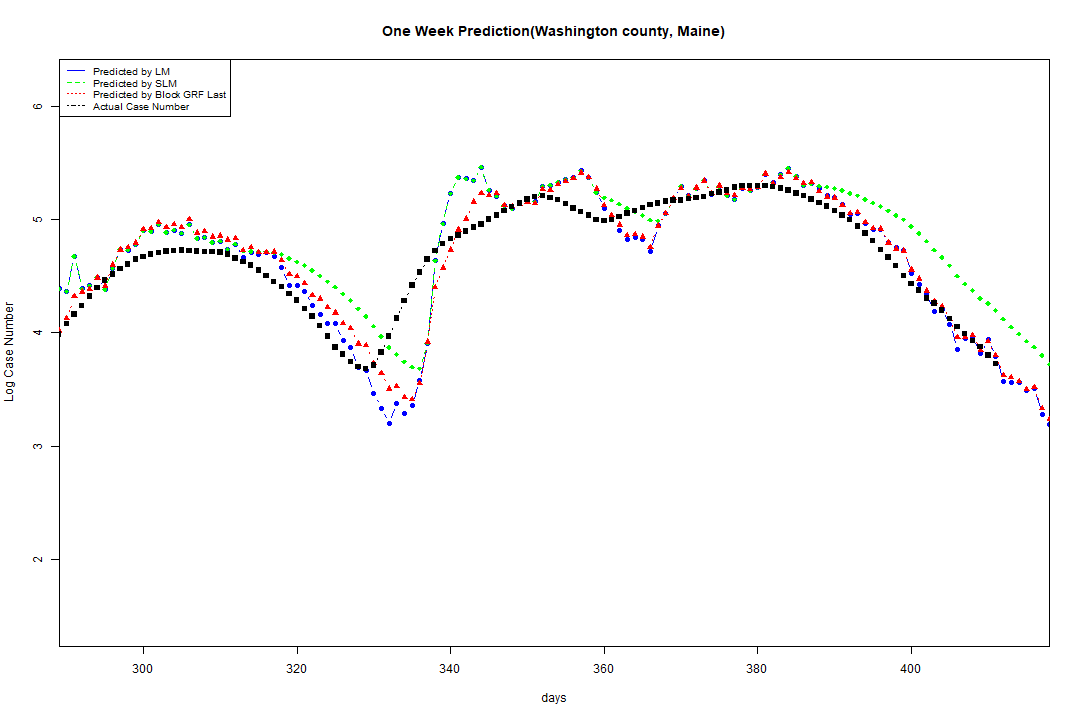 One Week Prediction(Washington county, Maine)
Predicted by LM
Predicted by SLM
Predicted by Block GRF Last
Actual Case Number
6
5
4
3
2
Log Case Number
300 320 340 360 380 400
days